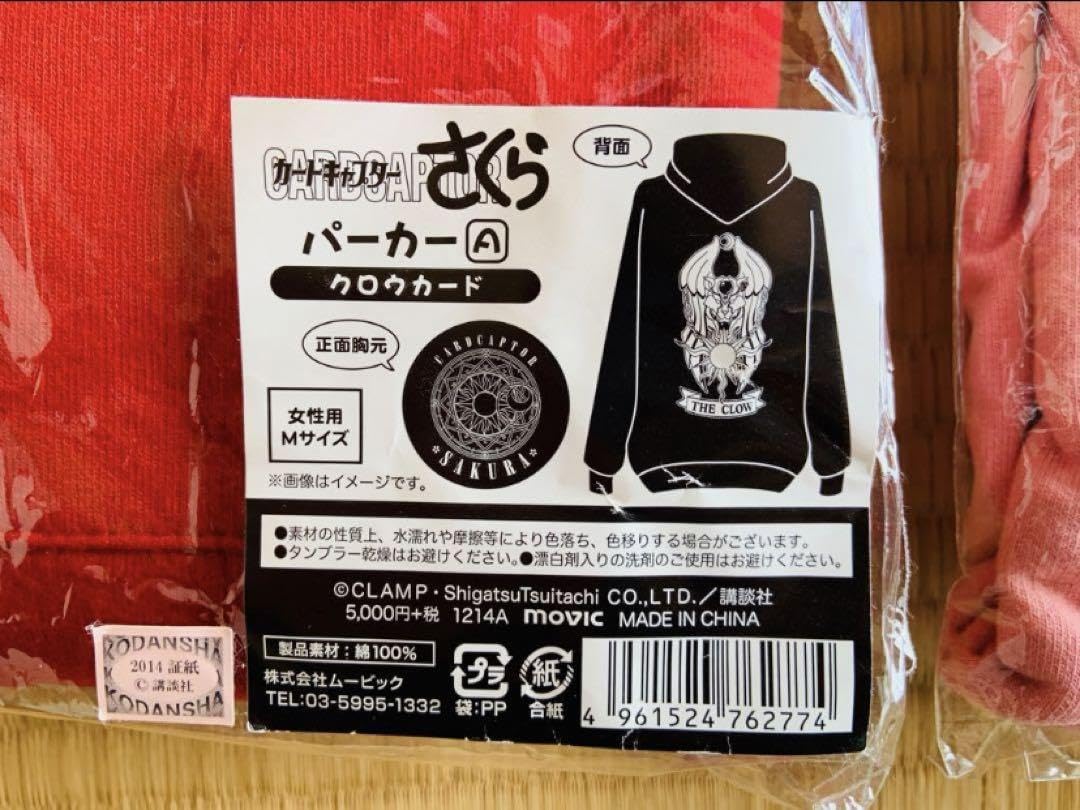 CARDCAPTOR
カードキャプター さくら
パーカー A
クロウカード
背面
正面胸元
女性用
Mサイズ
CARDCAPTOR
SAKURA
THE CLOW
※画像はイメージです。
●素材の性質上、水濡れや摩擦等により色落ち、色移りする場合がございます。
●タンブラー乾燥はお避けください。●漂白剤入りの洗剤のご使用はお避けください。
©CLAMP・ShigatsuTsuitachi CO.,LTD.／講談社
5,000円+税 1214A movic MADE IN CHINA
製品素材：綿100%
株式会社ムービック
TEL:03-5995-1332
プラ
袋:PP
紙
台紙
4 961524 762774
KODANSHA
2014 証紙
© 講談社
KODANSHA